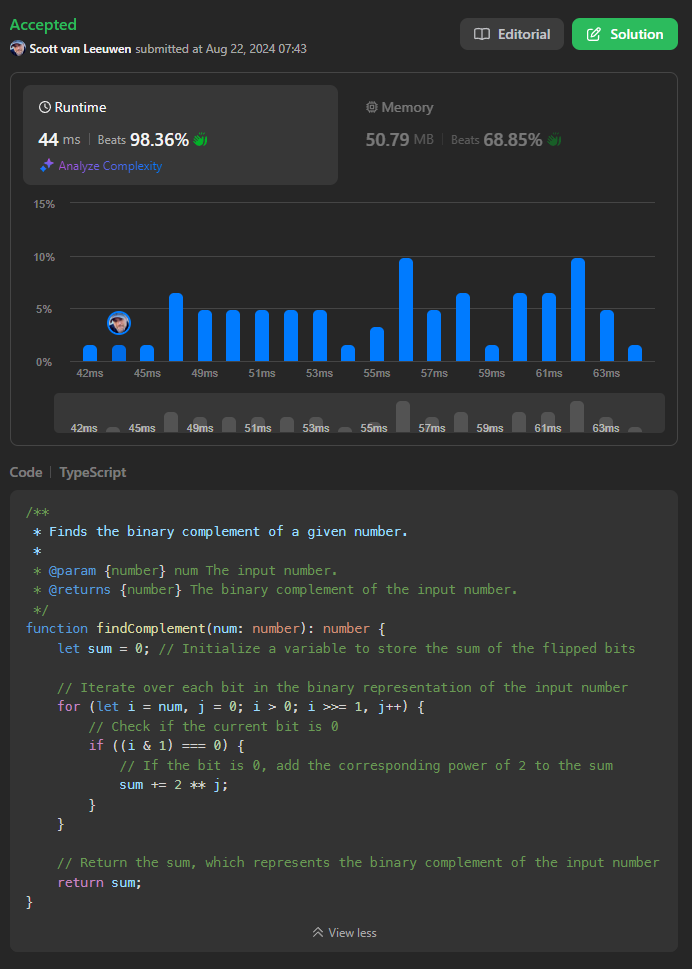 Accepted
Scott van Leeuwen submitted at Aug 22, 2024 07:43
Editorial
Solution
Runtime
44 ms | Beats 98.36%
Analyze Complexity
Memory
50.79 MB | Beats 68.85%
15%
10%
5%
0%
42ms 45ms 49ms 51ms 53ms 55ms 57ms 59ms 61ms 63ms
42ms 45ms 49ms 51ms 53ms 55ms 57ms 59ms 61ms 63ms
Code | TypeScript
/**
 * Finds the binary complement of a given number.
 *
 * @param {number} num The input number.
 * @returns {number} The binary complement of the input number.
 */
function findComplement(num: number): number {
    let sum = 0; // Initialize a variable to store the sum of the flipped bits
    // Iterate over each bit in the binary representation of the input number
    for (let i = num, j = 0; i > 0; i >>= 1, j++) {
        // Check if the current bit is 0
        if ((i & 1) === 0) {
            // If the bit is 0, add the corresponding power of 2 to the sum
            sum += 2 ** j;
        }
    }
    // Return the sum, which represents the binary complement of the input number
    return sum;
}
View less